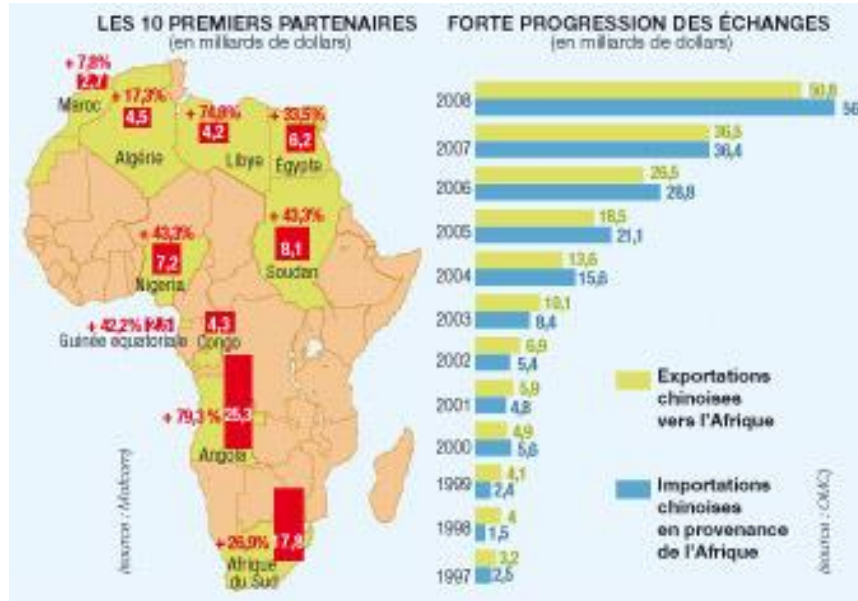 LES 10 PREMIERS PARTENAIRES
(en milliards de dollars)
+ 7,8%
Maroc
+ 17,3%
4,5
Algérie
+ 74,8%
4,2
Libye
+ 33,5%
6,2
Égypte
+ 43,3%
8,1
Soudan
+ 43,3%
7,2
Nigeria
+ 42,2%
Guinée equatoriale
4,3
Congo
+ 79,3 %
25,3
Angola
+26,9%
17,8
Afrique
du Sud
(source : Mofcom)
FORTE PROGRESSION DES ÉCHANGES
(en milliards de dollars)
2008
50,8
56
2007
36,5
36,4
2006
26,5
28,8
2005
18,5
21,1
2004
13,6
15,6
2003
10,1
8,4
2002
6,9
5,4
2001
5,9
4,8
2000
4,9
5,6
1999
4,1
2,4
1998
4
1,5
1997
3,2
2,5
Exportations
chinoises
vers l'Afrique
Importations
chinoises
en provenance
de l'Afrique
(source : OMC)